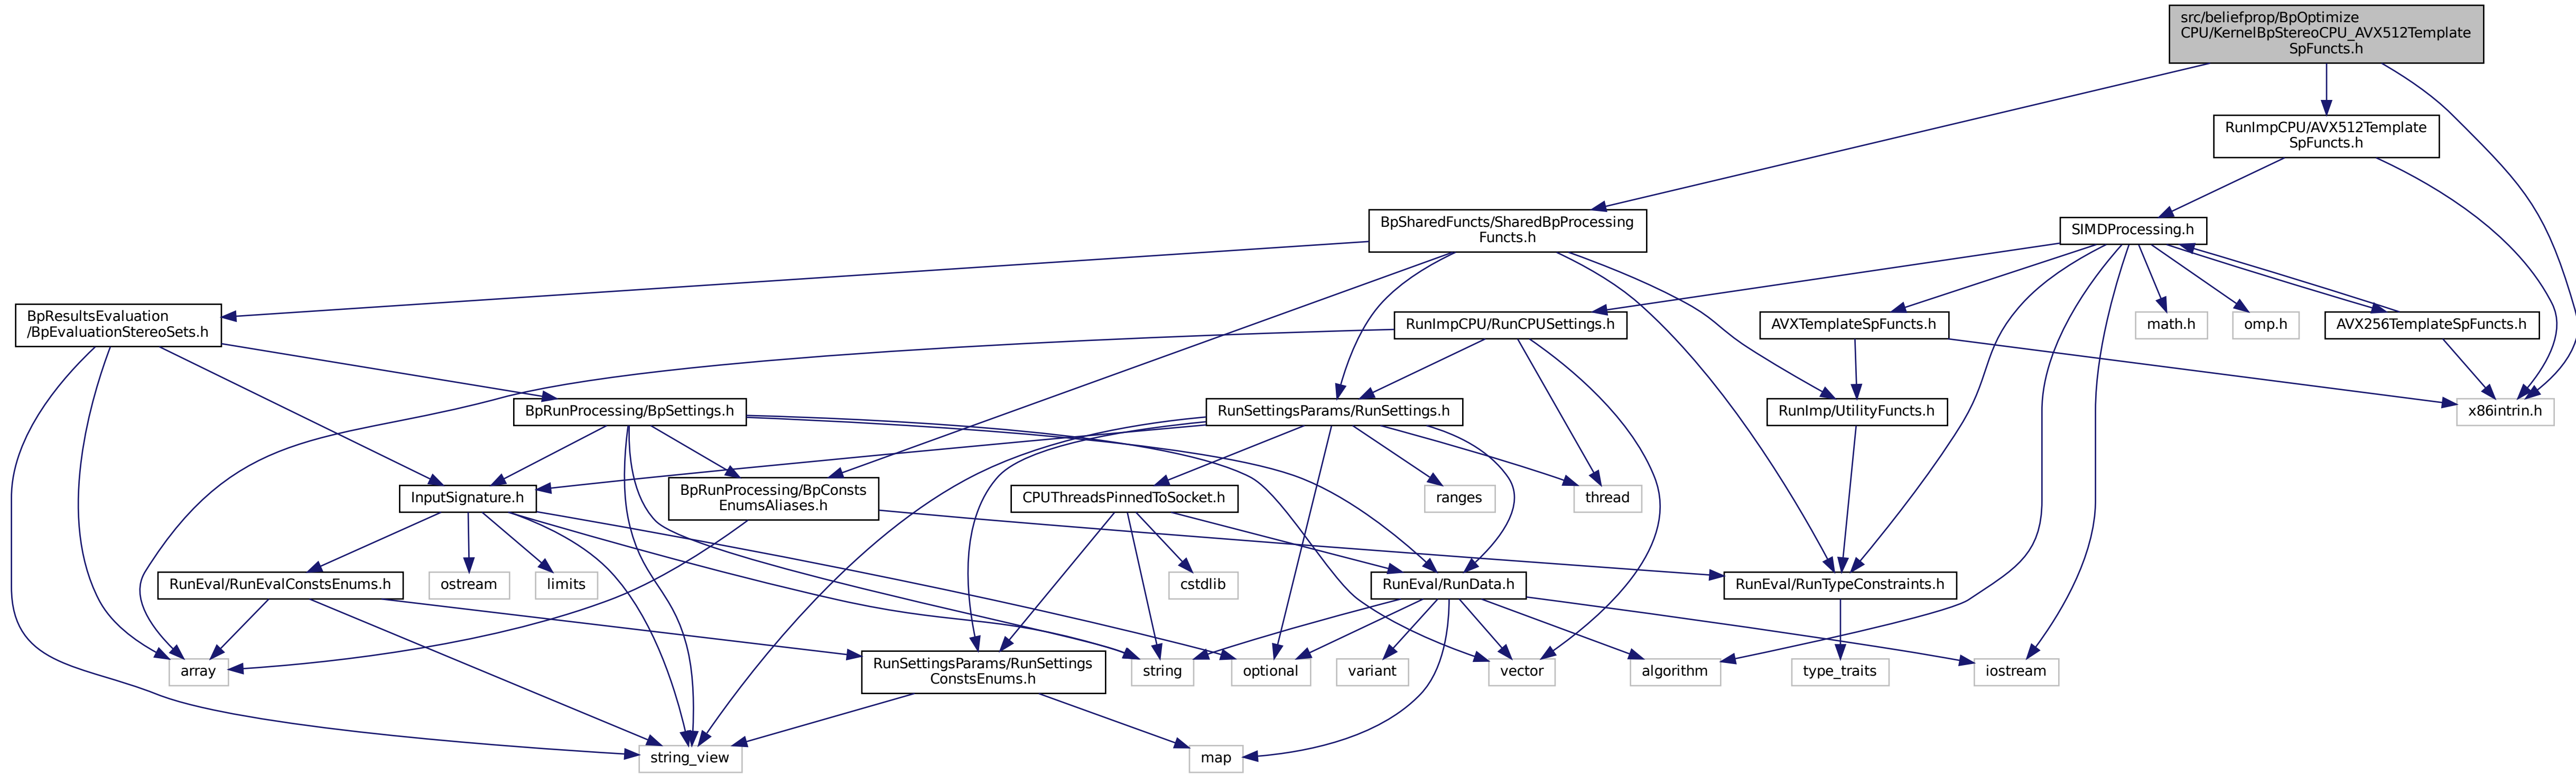 src/beliefprop/BpOptimize
CPU/KernelBpStereoCPU_AVX512Template
SpFuncts.h
RunImpCPU/AVX512Template
SpFuncts.h
BpSharedFuncts/SharedBpProcessing
Functs.h
SIMDProcessing.h
BpResultsEvaluation
/BpEvaluationStereoSets.h
RunImpCPU/RunCPUSettings.h
AVXTemplateSpFuncts.h
math.h
omp.h
AVX256TemplateSpFuncts.h
BpRunProcessing/BpSettings.h
RunSettingsParams/RunSettings.h
RunImp/UtilityFuncts.h
x86intrin.h
InputSignature.h
BpRunProcessing/BpConsts
EnumsAliases.h
CPUThreadsPinnedToSocket.h
ranges
thread
RunEval/RunEvalConstsEnums.h
ostream
limits
cstdlib
RunEval/RunData.h
RunEval/RunTypeConstraints.h
array
RunSettingsParams/RunSettings
ConstsEnums.h
string
optional
variant
vector
algorithm
type_traits
iostream
string_view
map